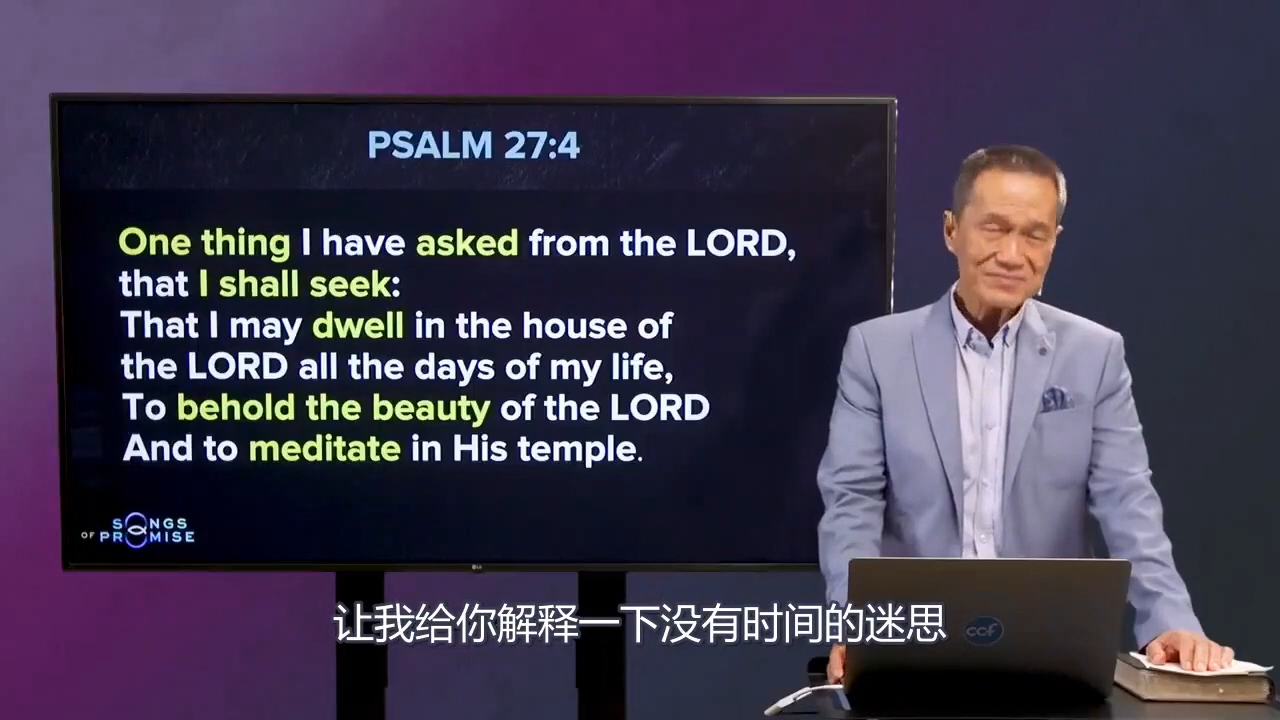 PSALM 27:4
One thing I have asked from the LORD,
that I shall seek:
That I may dwell in the house of
the LORD all the days of my life,
To behold the beauty of the LORD
And to meditate in His temple.
SONGS
OF PROMISE
LG
让我给你解释一下没有时间的迷思
ccf